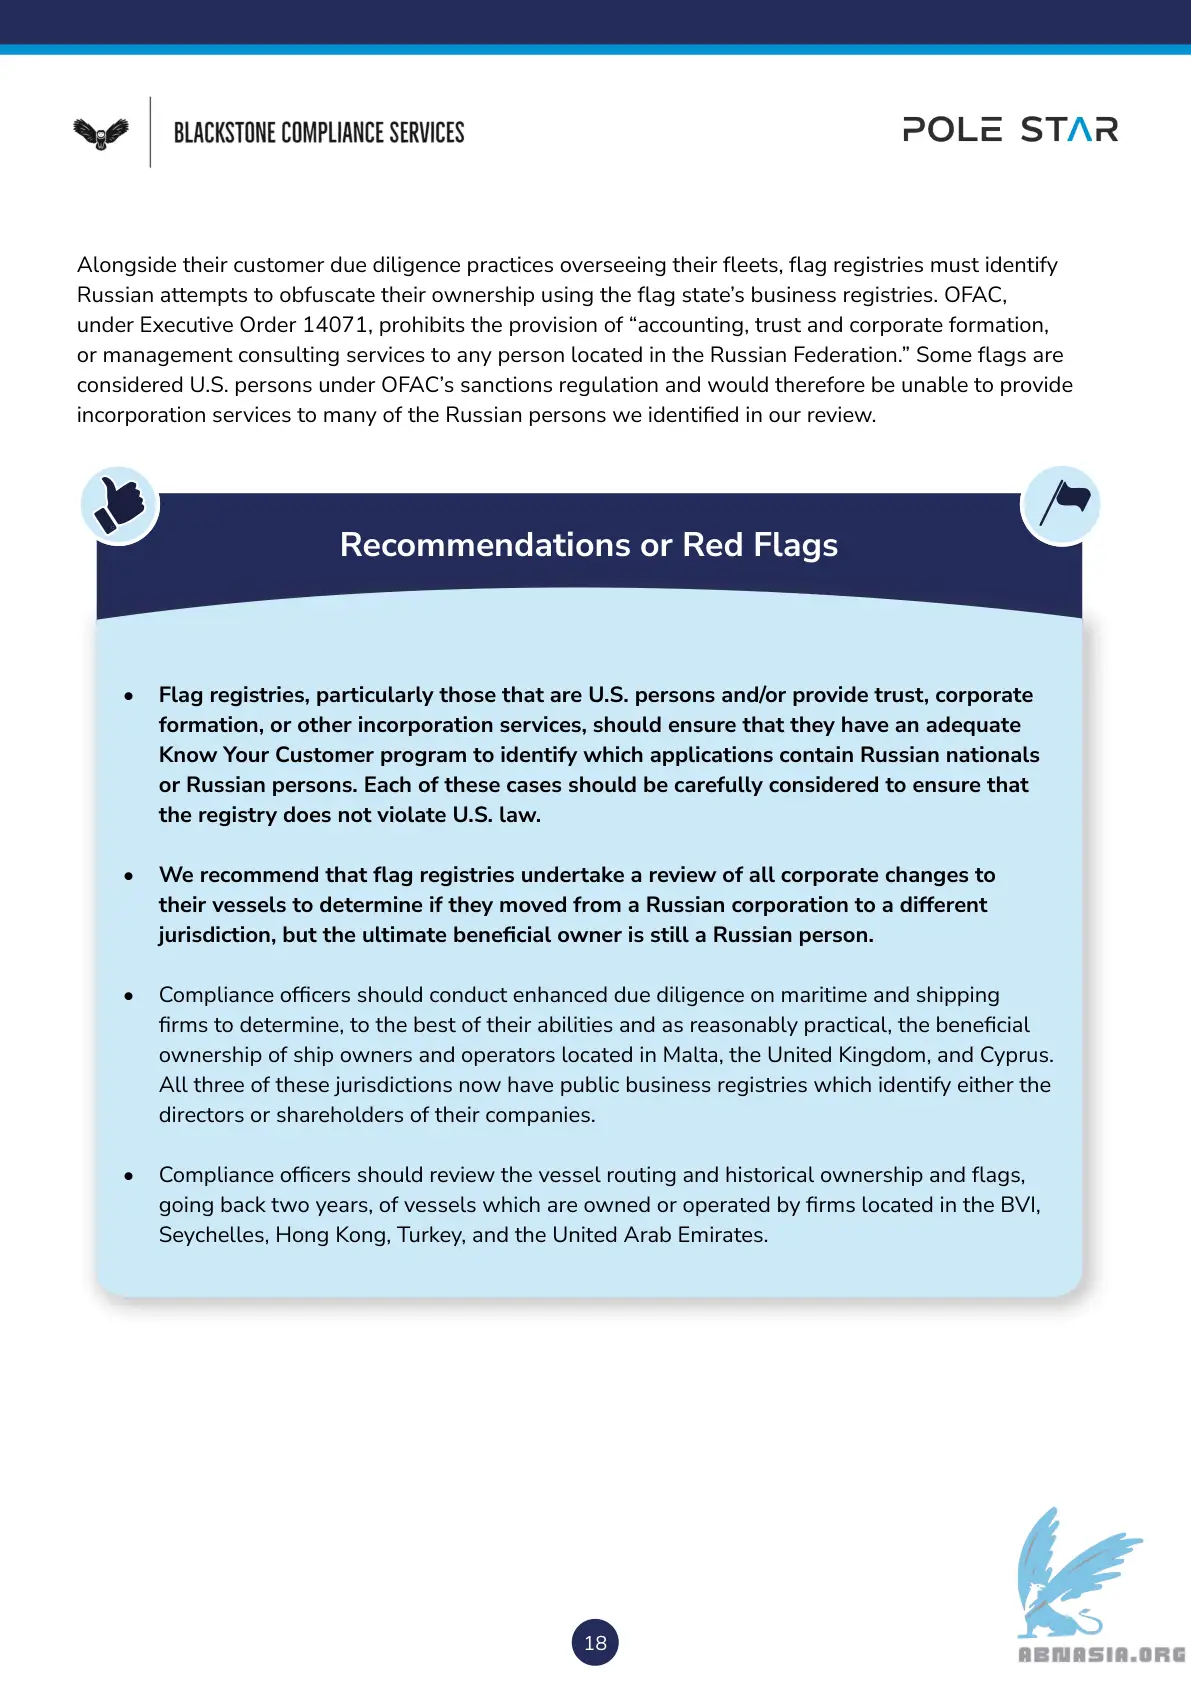 BLACKSTONE COMPLIANCE SERVICES
POLE STAR
Alongside their customer due diligence practices overseeing their fleets, flag registries must identify
Russian attempts to obfuscate their ownership using the flag state’s business registries. OFAC,
under Executive Order 14071, prohibits the provision of “accounting, trust and corporate formation,
or management consulting services to any person located in the Russian Federation.” Some flags are
considered U.S. persons under OFAC’s sanctions regulation and would therefore be unable to provide
incorporation services to many of the Russian persons we identified in our review.
Recommendations or Red Flags
• Flag registries, particularly those that are U.S. persons and/or provide trust, corporate
formation, or other incorporation services, should ensure that they have an adequate
Know Your Customer program to identify which applications contain Russian nationals
or Russian persons. Each of these cases should be carefully considered to ensure that
the registry does not violate U.S. law.
• We recommend that flag registries undertake a review of all corporate changes to
their vessels to determine if they moved from a Russian corporation to a different
jurisdiction, but the ultimate beneficial owner is still a Russian person.
• Compliance officers should conduct enhanced due diligence on maritime and shipping
firms to determine, to the best of their abilities and as reasonably practical, the beneficial
ownership of ship owners and operators located in Malta, the United Kingdom, and Cyprus.
All three of these jurisdictions now have public business registries which identify either the
directors or shareholders of their companies.
• Compliance officers should review the vessel routing and historical ownership and flags,
going back two years, of vessels which are owned or operated by firms located in the BVI,
Seychelles, Hong Kong, Turkey, and the United Arab Emirates.
18
ABNASIA.ORG